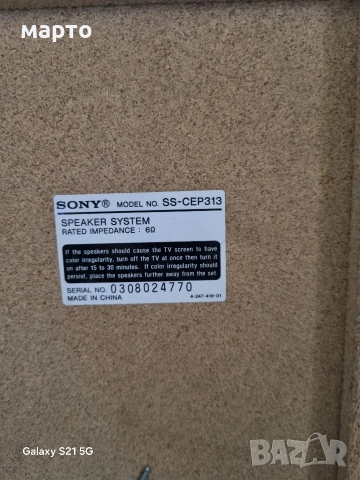 марто
SONY® MODEL NO. SS-CEP313
SPEAKER SYSTEM
RATED IMPEDANCE : 6Ω
If the speakers should cause the TV screen to have
color irregularity, turn off the TV at once then turn it
on after 15 to 30 minutes. If color irregularity should
persist, place the speakers further away from the set.
SERIAL NO. 0308024770
MADE IN CHINA 4-247-416-01
Galaxy S21 5G
BAZAR
bg